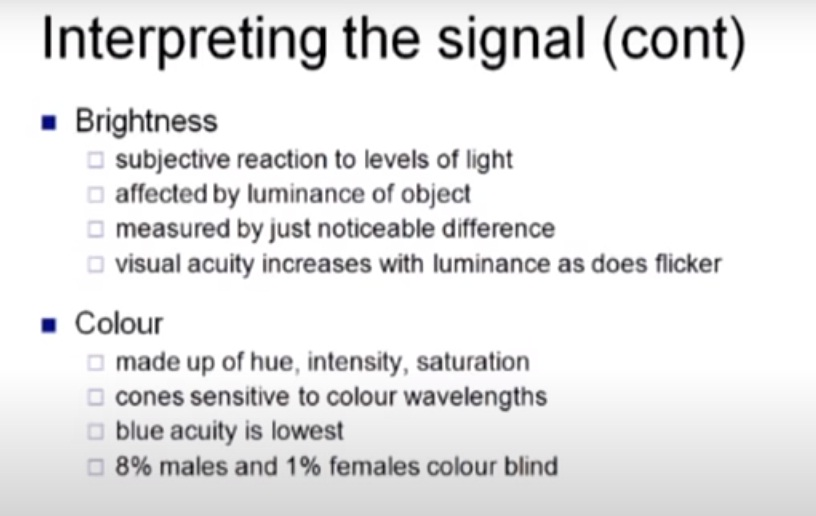 Interpreting the signal (cont)
Brightness
subjective reaction to levels of light
affected by luminance of object
measured by just noticeable difference
visual acuity increases with luminance as does flicker
Colour
made up of hue, intensity, saturation
cones sensitive to colour wavelengths
blue acuity is lowest
8% males and 1% females colour blind